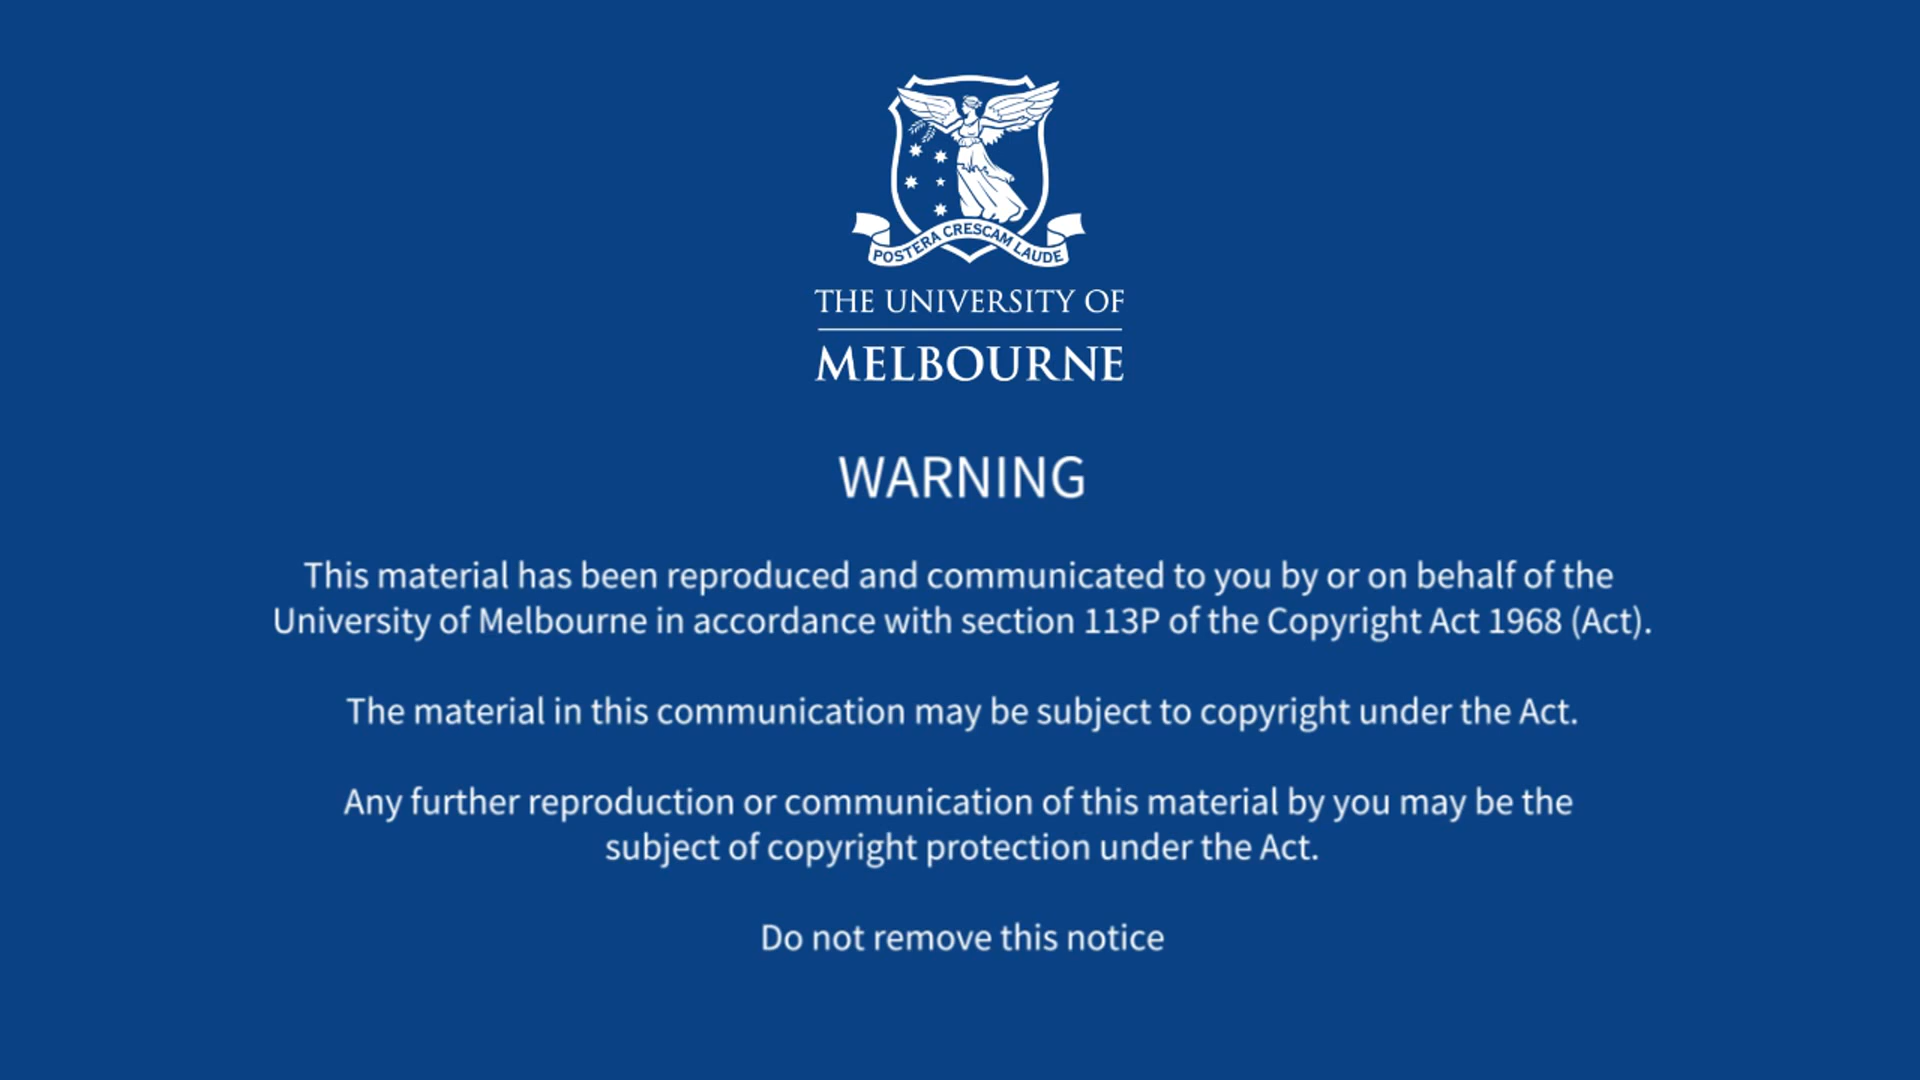 POSTERA CRESCAM LAUDE
THE UNIVERSITY OF
MELBOURNE
WARNING
This material has been reproduced and communicated to you by or on behalf of the
University of Melbourne in accordance with section 113P of the Copyright Act 1968 (Act).
The material in this communication may be subject to copyright under the Act.
Any further reproduction or communication of this material by you may be the
subject of copyright protection under the Act.
Do not remove this notice